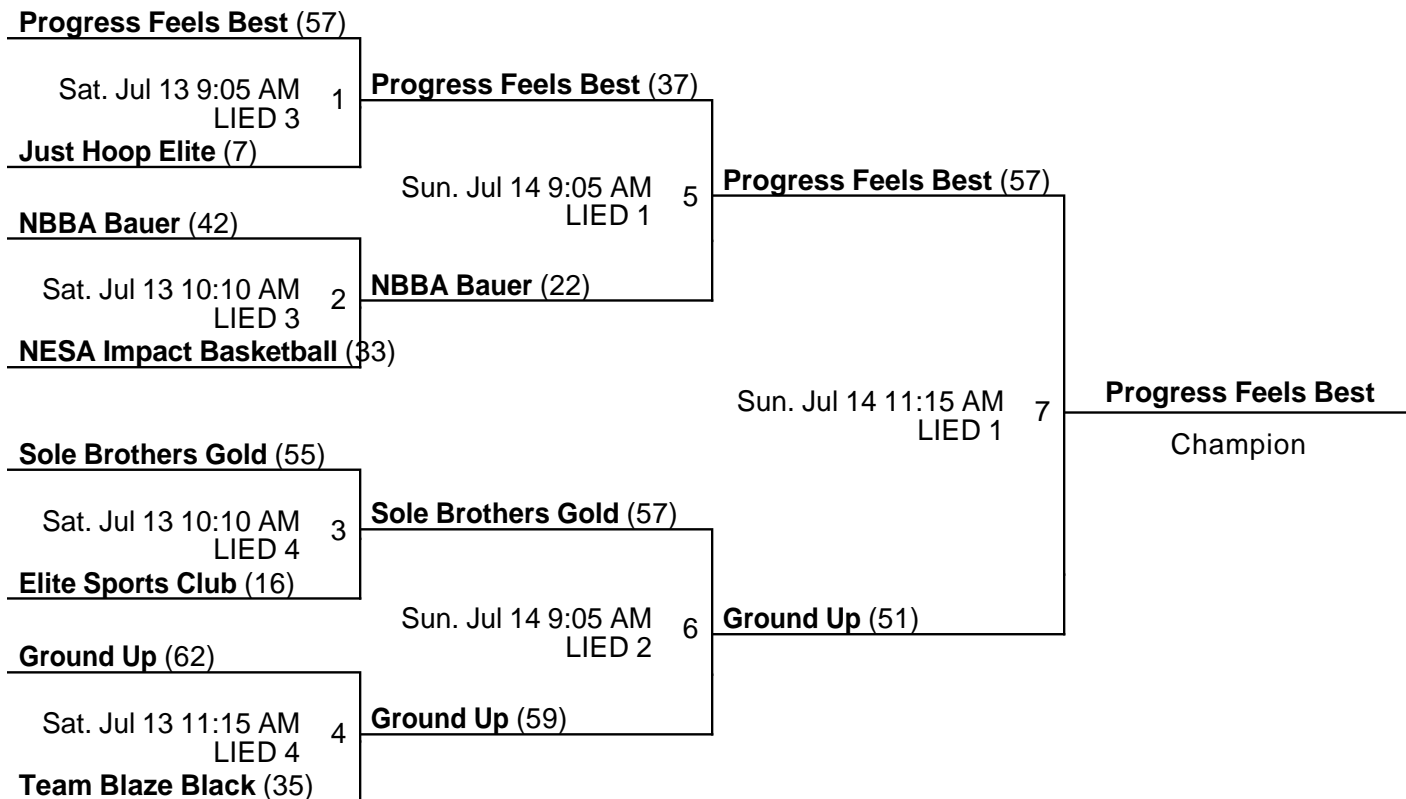 Progress Feels Best (57)
Sat. Jul 13 9:05 AM 1
LIED 3
Just Hoop Elite (7)
NBBA Bauer (42)
Sat. Jul 13 10:10 AM 2
LIED 3
NESA Impact Basketball (33)
Sole Brothers Gold (55)
Sat. Jul 13 10:10 AM 3
LIED 4
Elite Sports Club (16)
Ground Up (62)
Sat. Jul 13 11:15 AM 4
LIED 4
Team Blaze Black (35)
Progress Feels Best (37)
Sun. Jul 14 9:05 AM 5
LIED 1
NBBA Bauer (22)
Sole Brothers Gold (57)
Sun. Jul 14 9:05 AM 6
LIED 2
Ground Up (59)
Progress Feels Best (57)
Sun. Jul 14 11:15 AM 7
LIED 1
Ground Up (51)
Progress Feels Best
Champion